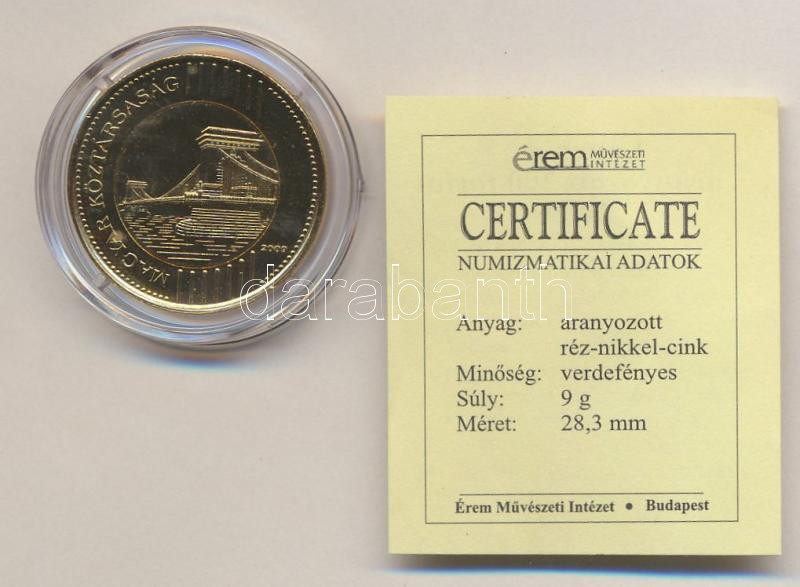 MAGYAR KÖZTÁRSASÁG
2009
érem MŰVÉSZETI
INTÉZET
CERTIFICATE
NUMIZMATIKAI ADATOK
Anyag: aranyozott
réz-nikkel-cink
Minőség: verdefényes
Súly: 9 g
Méret: 28,3 mm
Érem Művészeti Intézet • Budapest
darabanth